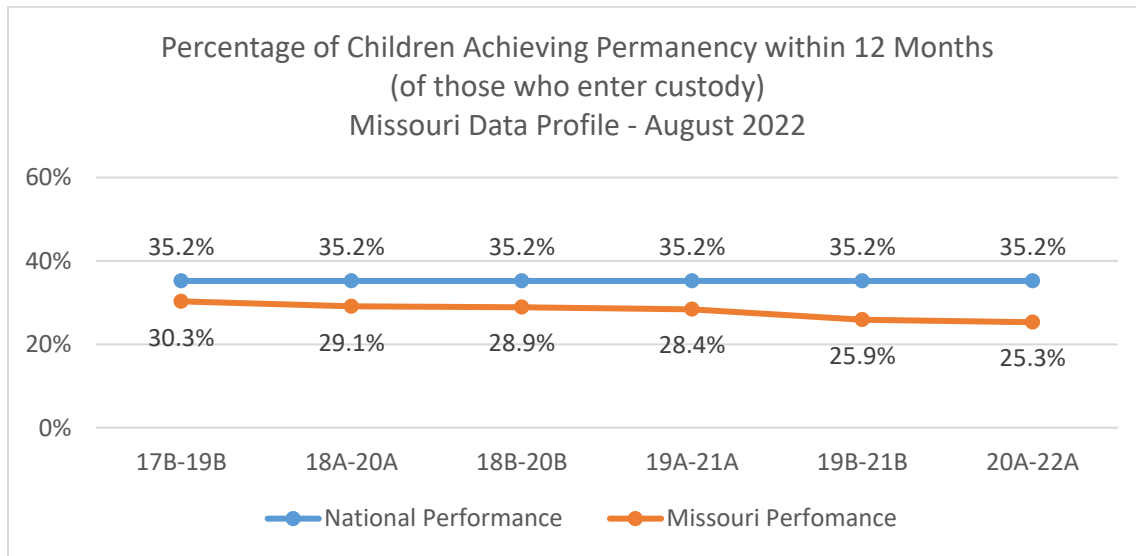 Percentage of Children Achieving Permanency within 12 Months
(of those who enter custody)
Missouri Data Profile - August 2022
60%
35.2% 35.2% 35.2% 35.2% 35.2% 35.2%
40%
30.3% 29.1% 28.9% 28.4% 25.9% 25.3%
20%
0%
17B-19B 18A-20A 18B-20B 19A-21A 19B-21B 20A-22A
National Performance Missouri Perfomance